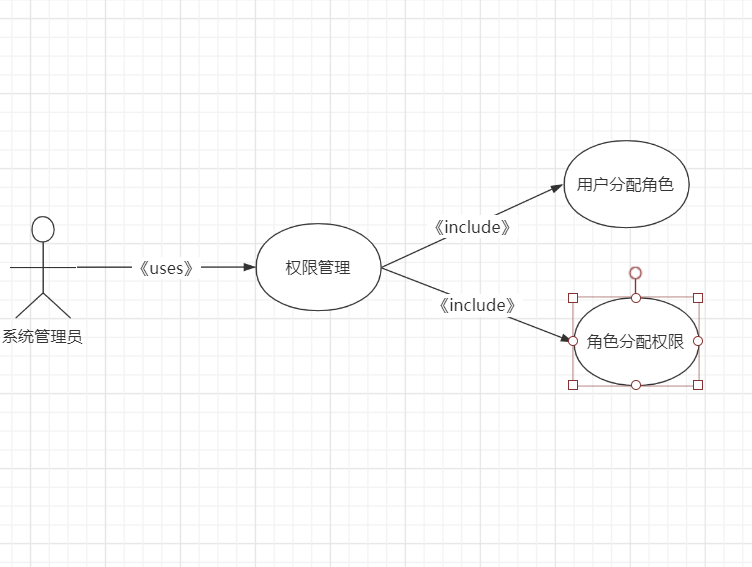 用户分配角色
《include》
《uses》
权限管理
《include》
系统管理员
角色分配权限